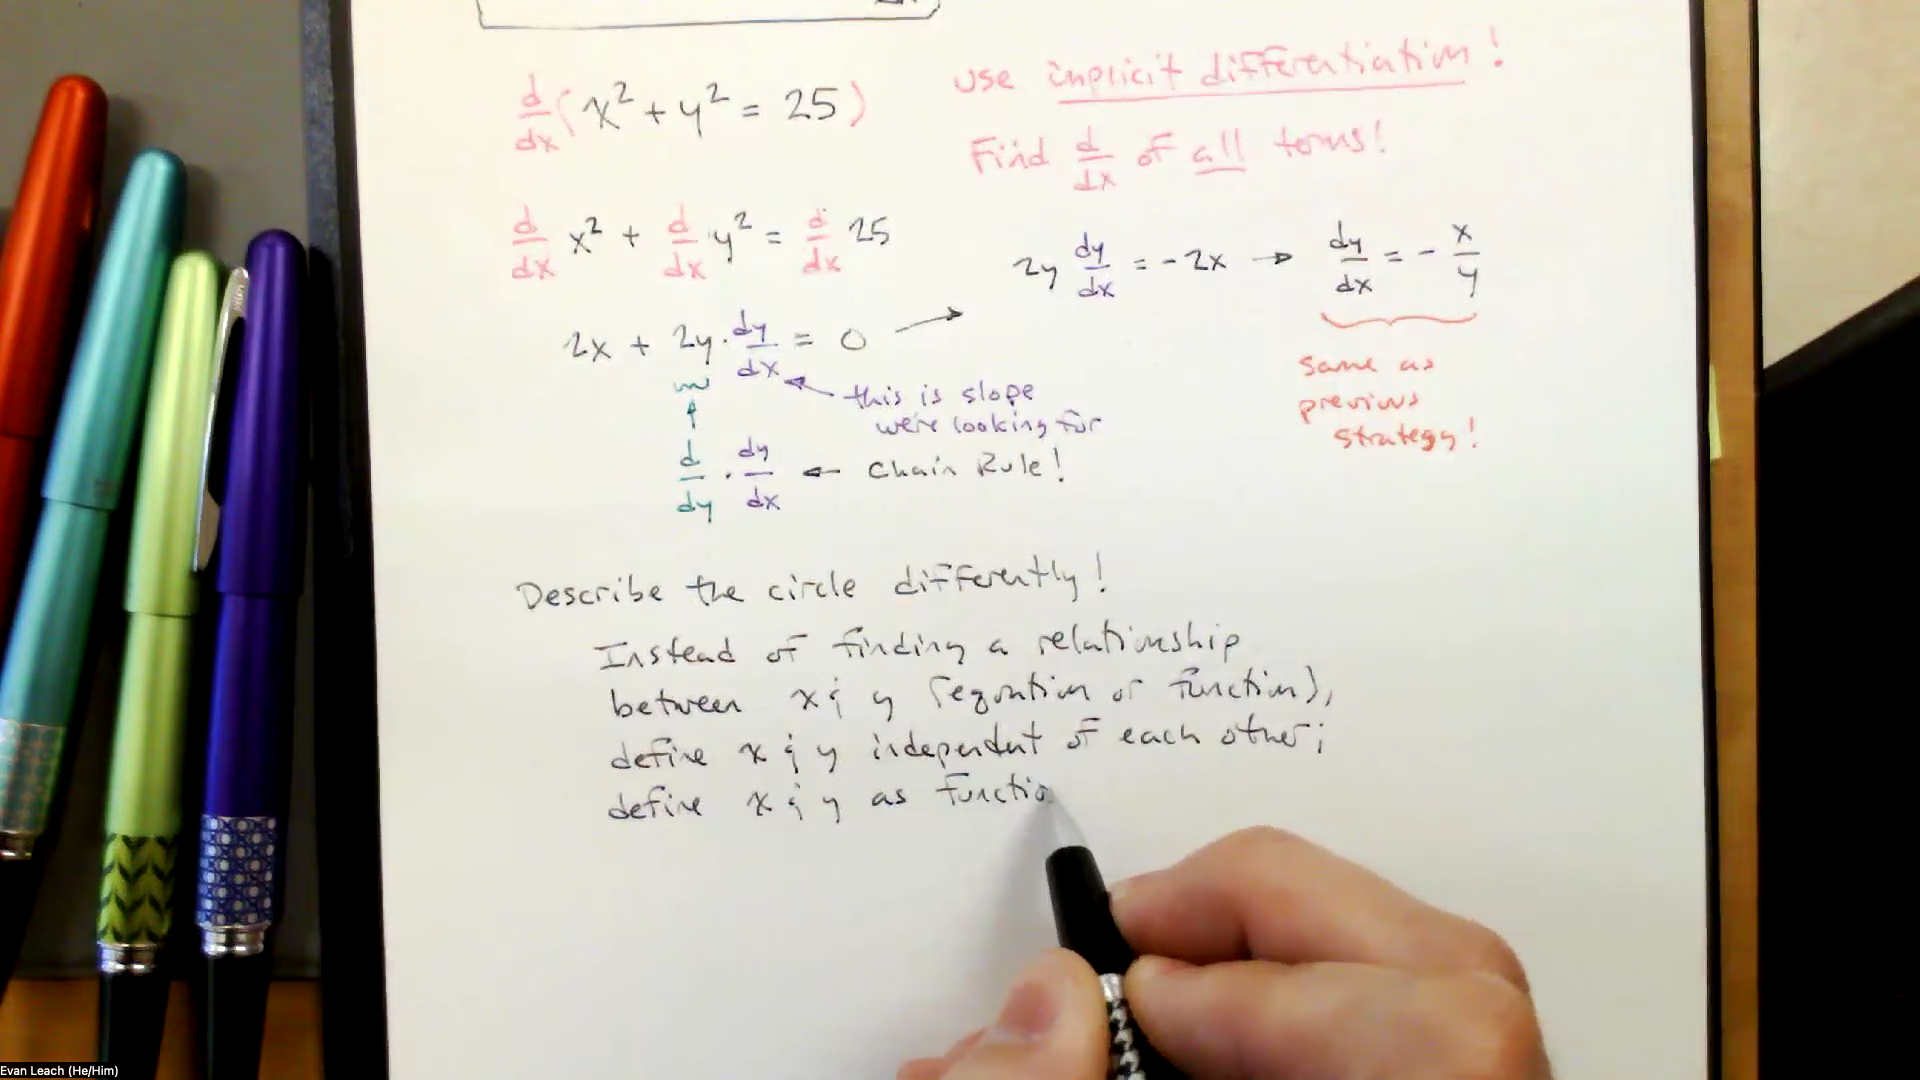 d/dx ( x² + y² = 25 )
use implicit differentiation!
Find d/dx of all terms!
d/dx x² + d/dx y² = d/dx 25
2y dy/dx = -2x → dy/dx = - x/y
2x + 2y · dy/dx = 0
same as
previous
strategy!
this is slope
we're looking for
d/dy · dy/dx ← Chain Rule!
Describe the circle differently!
Instead of finding a relationship
between x & y (equation or function),
define x & y independent of each other;
define x & y as functio
Evan Leach (He/Him)